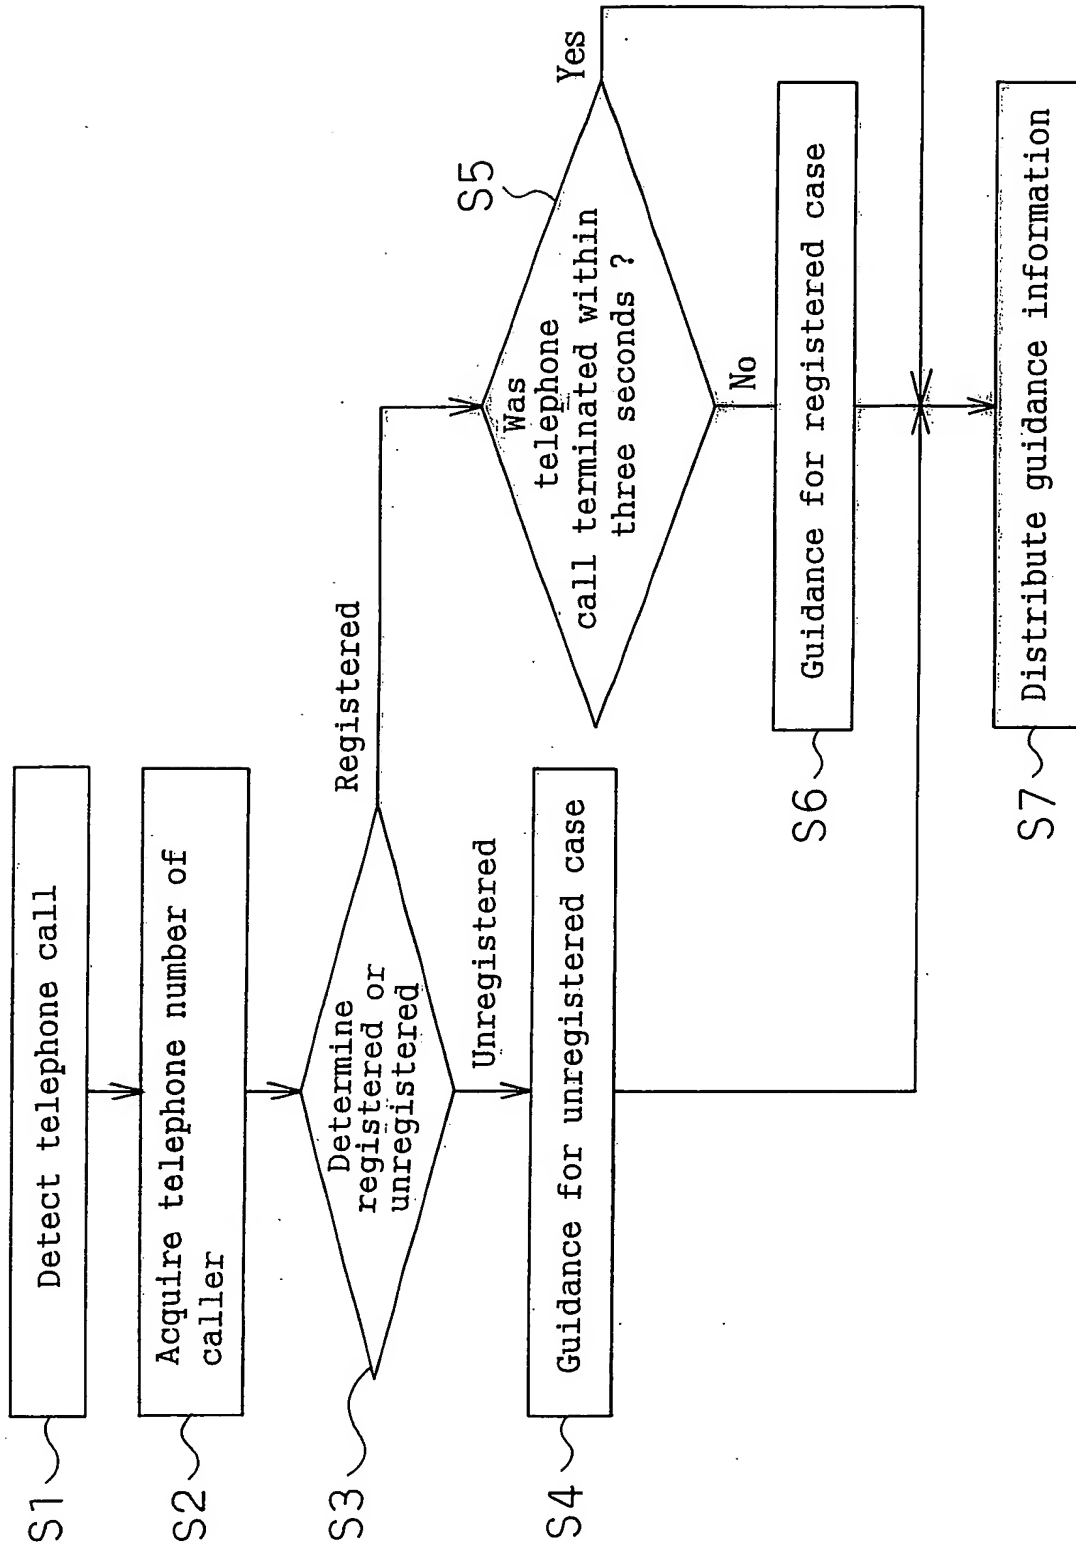 S1
Detect telephone call
S2
Acquire telephone number of
caller
S3
Determine
registered or
unregistered
Registered
Unregistered
S4
Guidance for unregistered case
S5
Was
telephone
call terminated within
three seconds ?
Yes
No
S6
Guidance for registered case
S7
Distribute guidance information